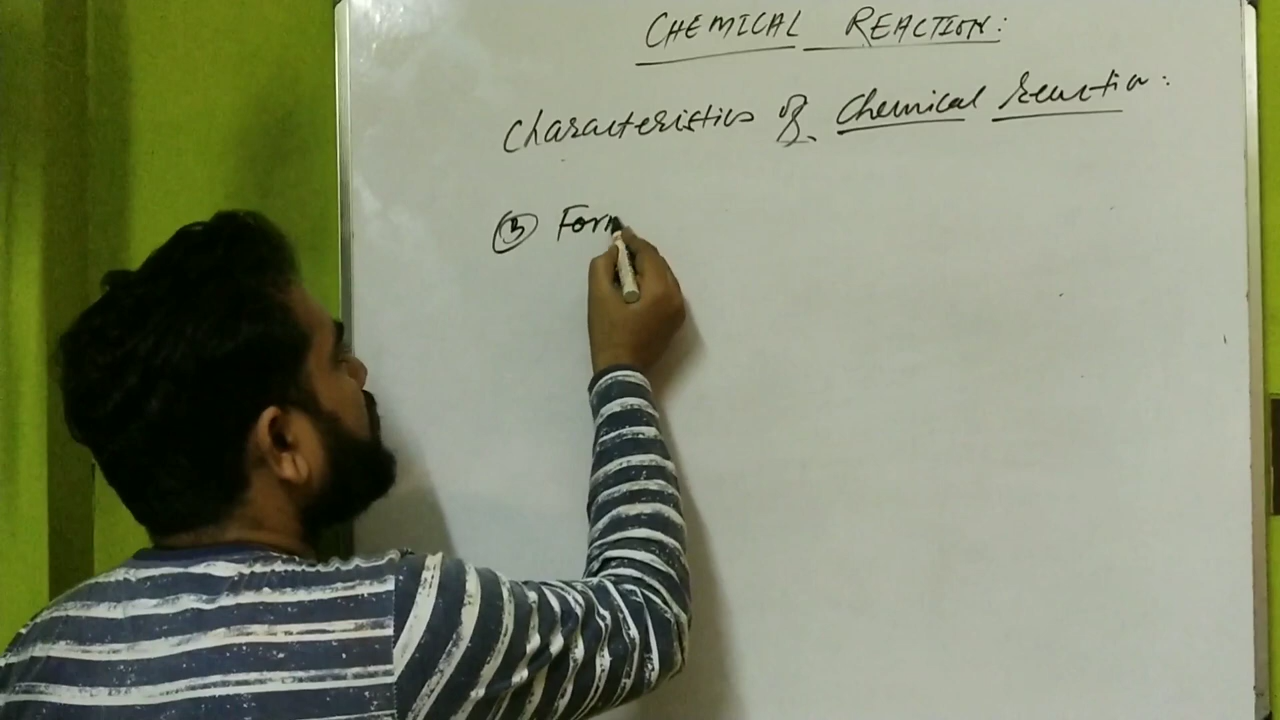 CHEMICAL REACTION:
Characteristics of Chemical Reaction:
③ Form